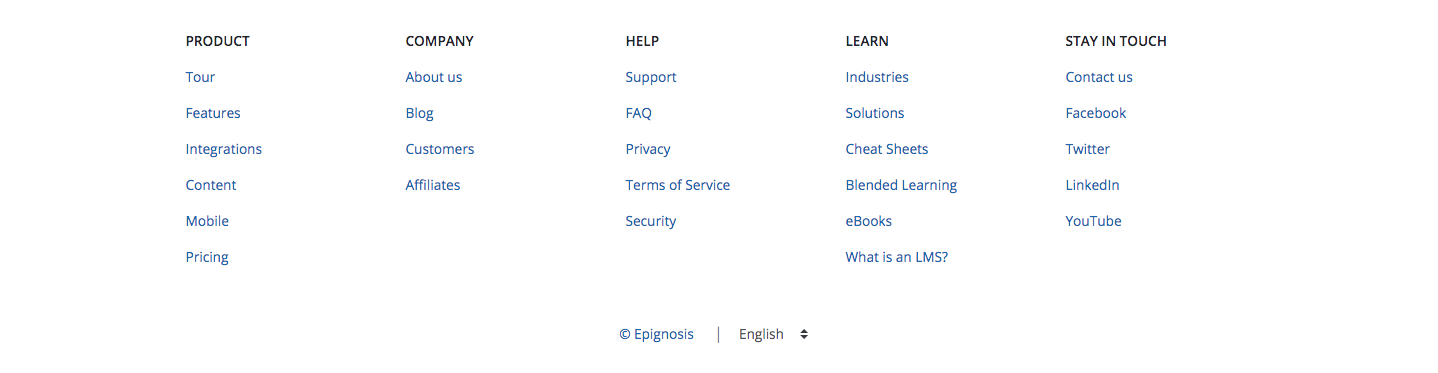 PRODUCT
Tour
Features
Integrations
Content
Mobile
Pricing
COMPANY
About us
Blog
Customers
Affiliates
HELP
Support
FAQ
Privacy
Terms of Service
Security
LEARN
Industries
Solutions
Cheat Sheets
Blended Learning
eBooks
What is an LMS?
STAY IN TOUCH
Contact us
Facebook
Twitter
LinkedIn
YouTube
© Epignosis | English